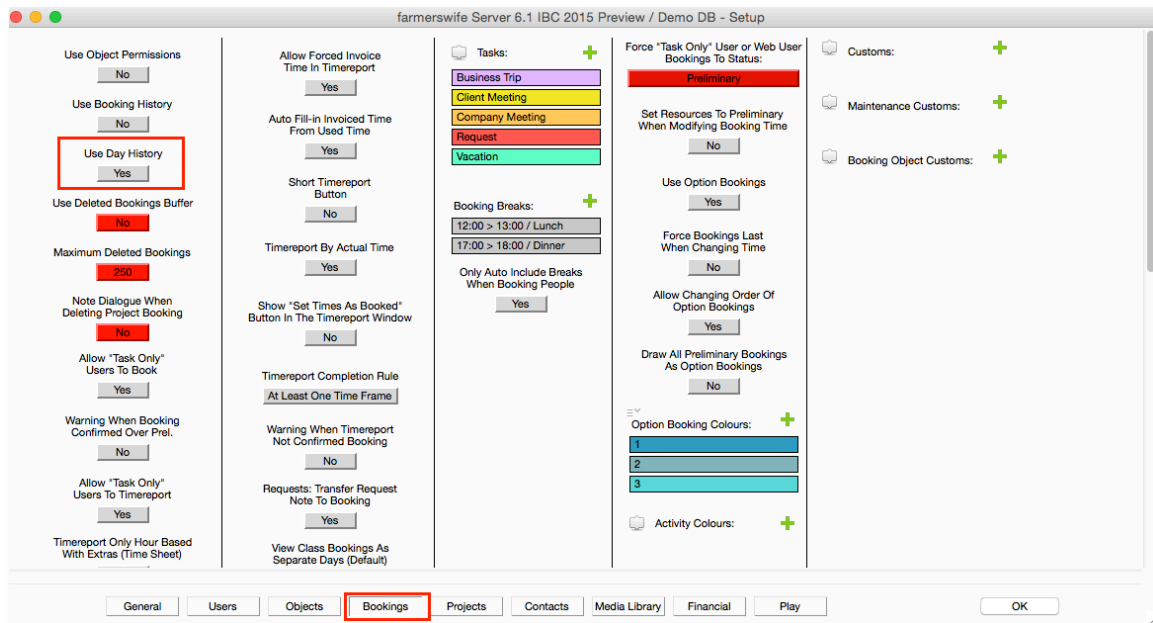 farmerswife Server 6.1 IBC 2015 Preview / Demo DB - Setup
Use Object Permissions
No
Use Booking History
No
Use Day History
Yes
Use Deleted Bookings Buffer
No
Maximum Deleted Bookings
250
Note Dialogue When
Deleting Project Booking
No
Allow "Task Only"
Users To Book
Yes
Warning When Booking
Confirmed Over Prel.
No
Allow "Task Only"
Users To Timereport
Yes
Timereport Only Hour Based
With Extras (Time Sheet)
Allow Forced Invoice
Time In Timereport
Yes
Auto Fill-in Invoiced Time
From Used Time
Yes
Short Timereport
Button
No
Timereport By Actual Time
Yes
Show "Set Times As Booked"
Button In The Timereport Window
No
Timereport Completion Rule
At Least One Time Frame
Warning When Timereport
Not Confirmed Booking
No
Requests: Transfer Request
Note To Booking
Yes
View Class Bookings As
Separate Days (Default)
Tasks:
Business Trip
Client Meeting
Company Meeting
Request
Vacation
Booking Breaks:
12:00 > 13:00 / Lunch
17:00 > 18:00 / Dinner
Only Auto Include Breaks
When Booking People
Yes
Force "Task Only" User or Web User
Bookings To Status:
Preliminary
Set Resources To Preliminary
When Modifying Booking Time
No
Use Option Bookings
Yes
Force Bookings Last
When Changing Time
No
Allow Changing Order Of
Option Bookings
Yes
Draw All Preliminary Bookings
As Option Bookings
No
Option Booking Colours:
1
2
3
Activity Colours:
Customs:
Maintenance Customs:
Booking Object Customs:
General Users Objects Bookings Projects Contacts Media Library Financial Play OK